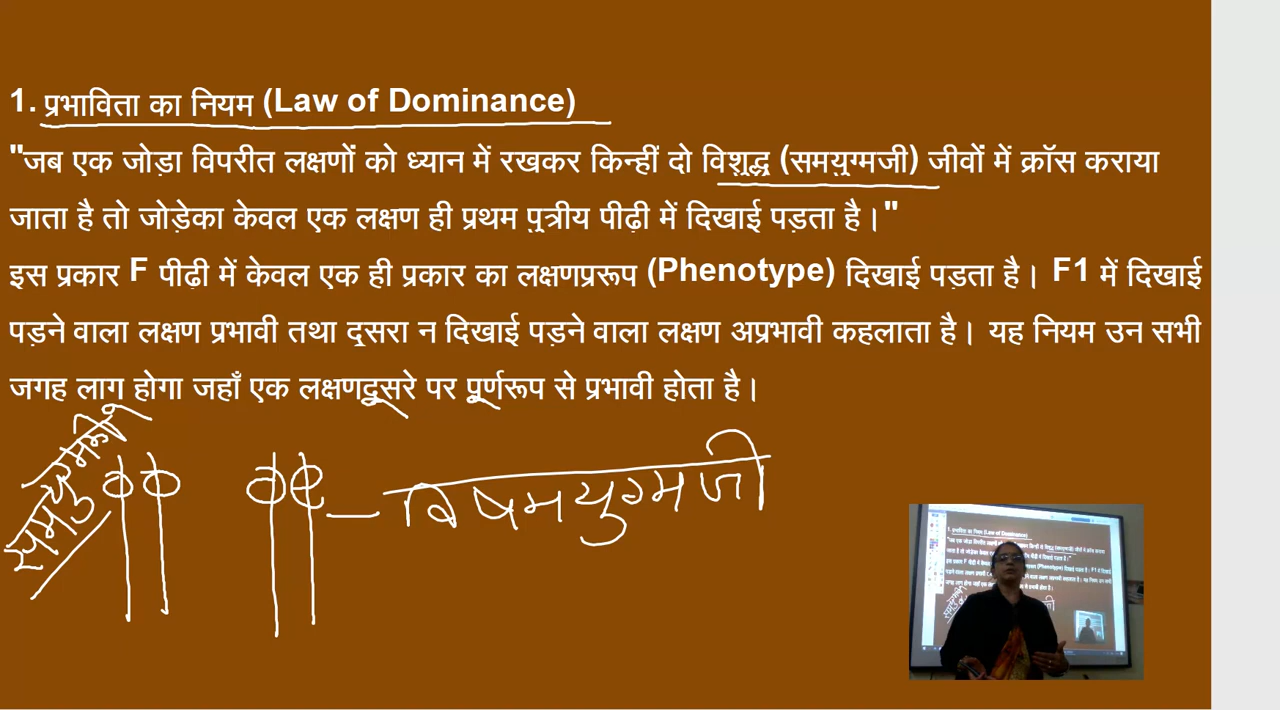 1. प्रभाविता का नियम (Law of Dominance)
"जब एक जोड़ा विपरीत लक्षणों को ध्यान में रखकर किन्हीं दो विशुद्ध (समयुग्मजी) जीवों में क्रॉस कराया
जाता है तो जोड़ेका केवल एक लक्षण ही प्रथम पुत्रीय पीढ़ी में दिखाई पड़ता है।"
इस प्रकार F पीढ़ी में केवल एक ही प्रकार का लक्षणप्ररूप (Phenotype) दिखाई पड़ता है। F1 में दिखाई
पड़ने वाला लक्षण प्रभावी तथा दूसरा न दिखाई पड़ने वाला लक्षण अप्रभावी कहलाता है। यह नियम उन सभी
जगह लाग होगा जहाँ एक लक्षणदूसरे पर पूर्णरूप से प्रभावी होता है।
समयुग्मजी
विषमयुग्मजी